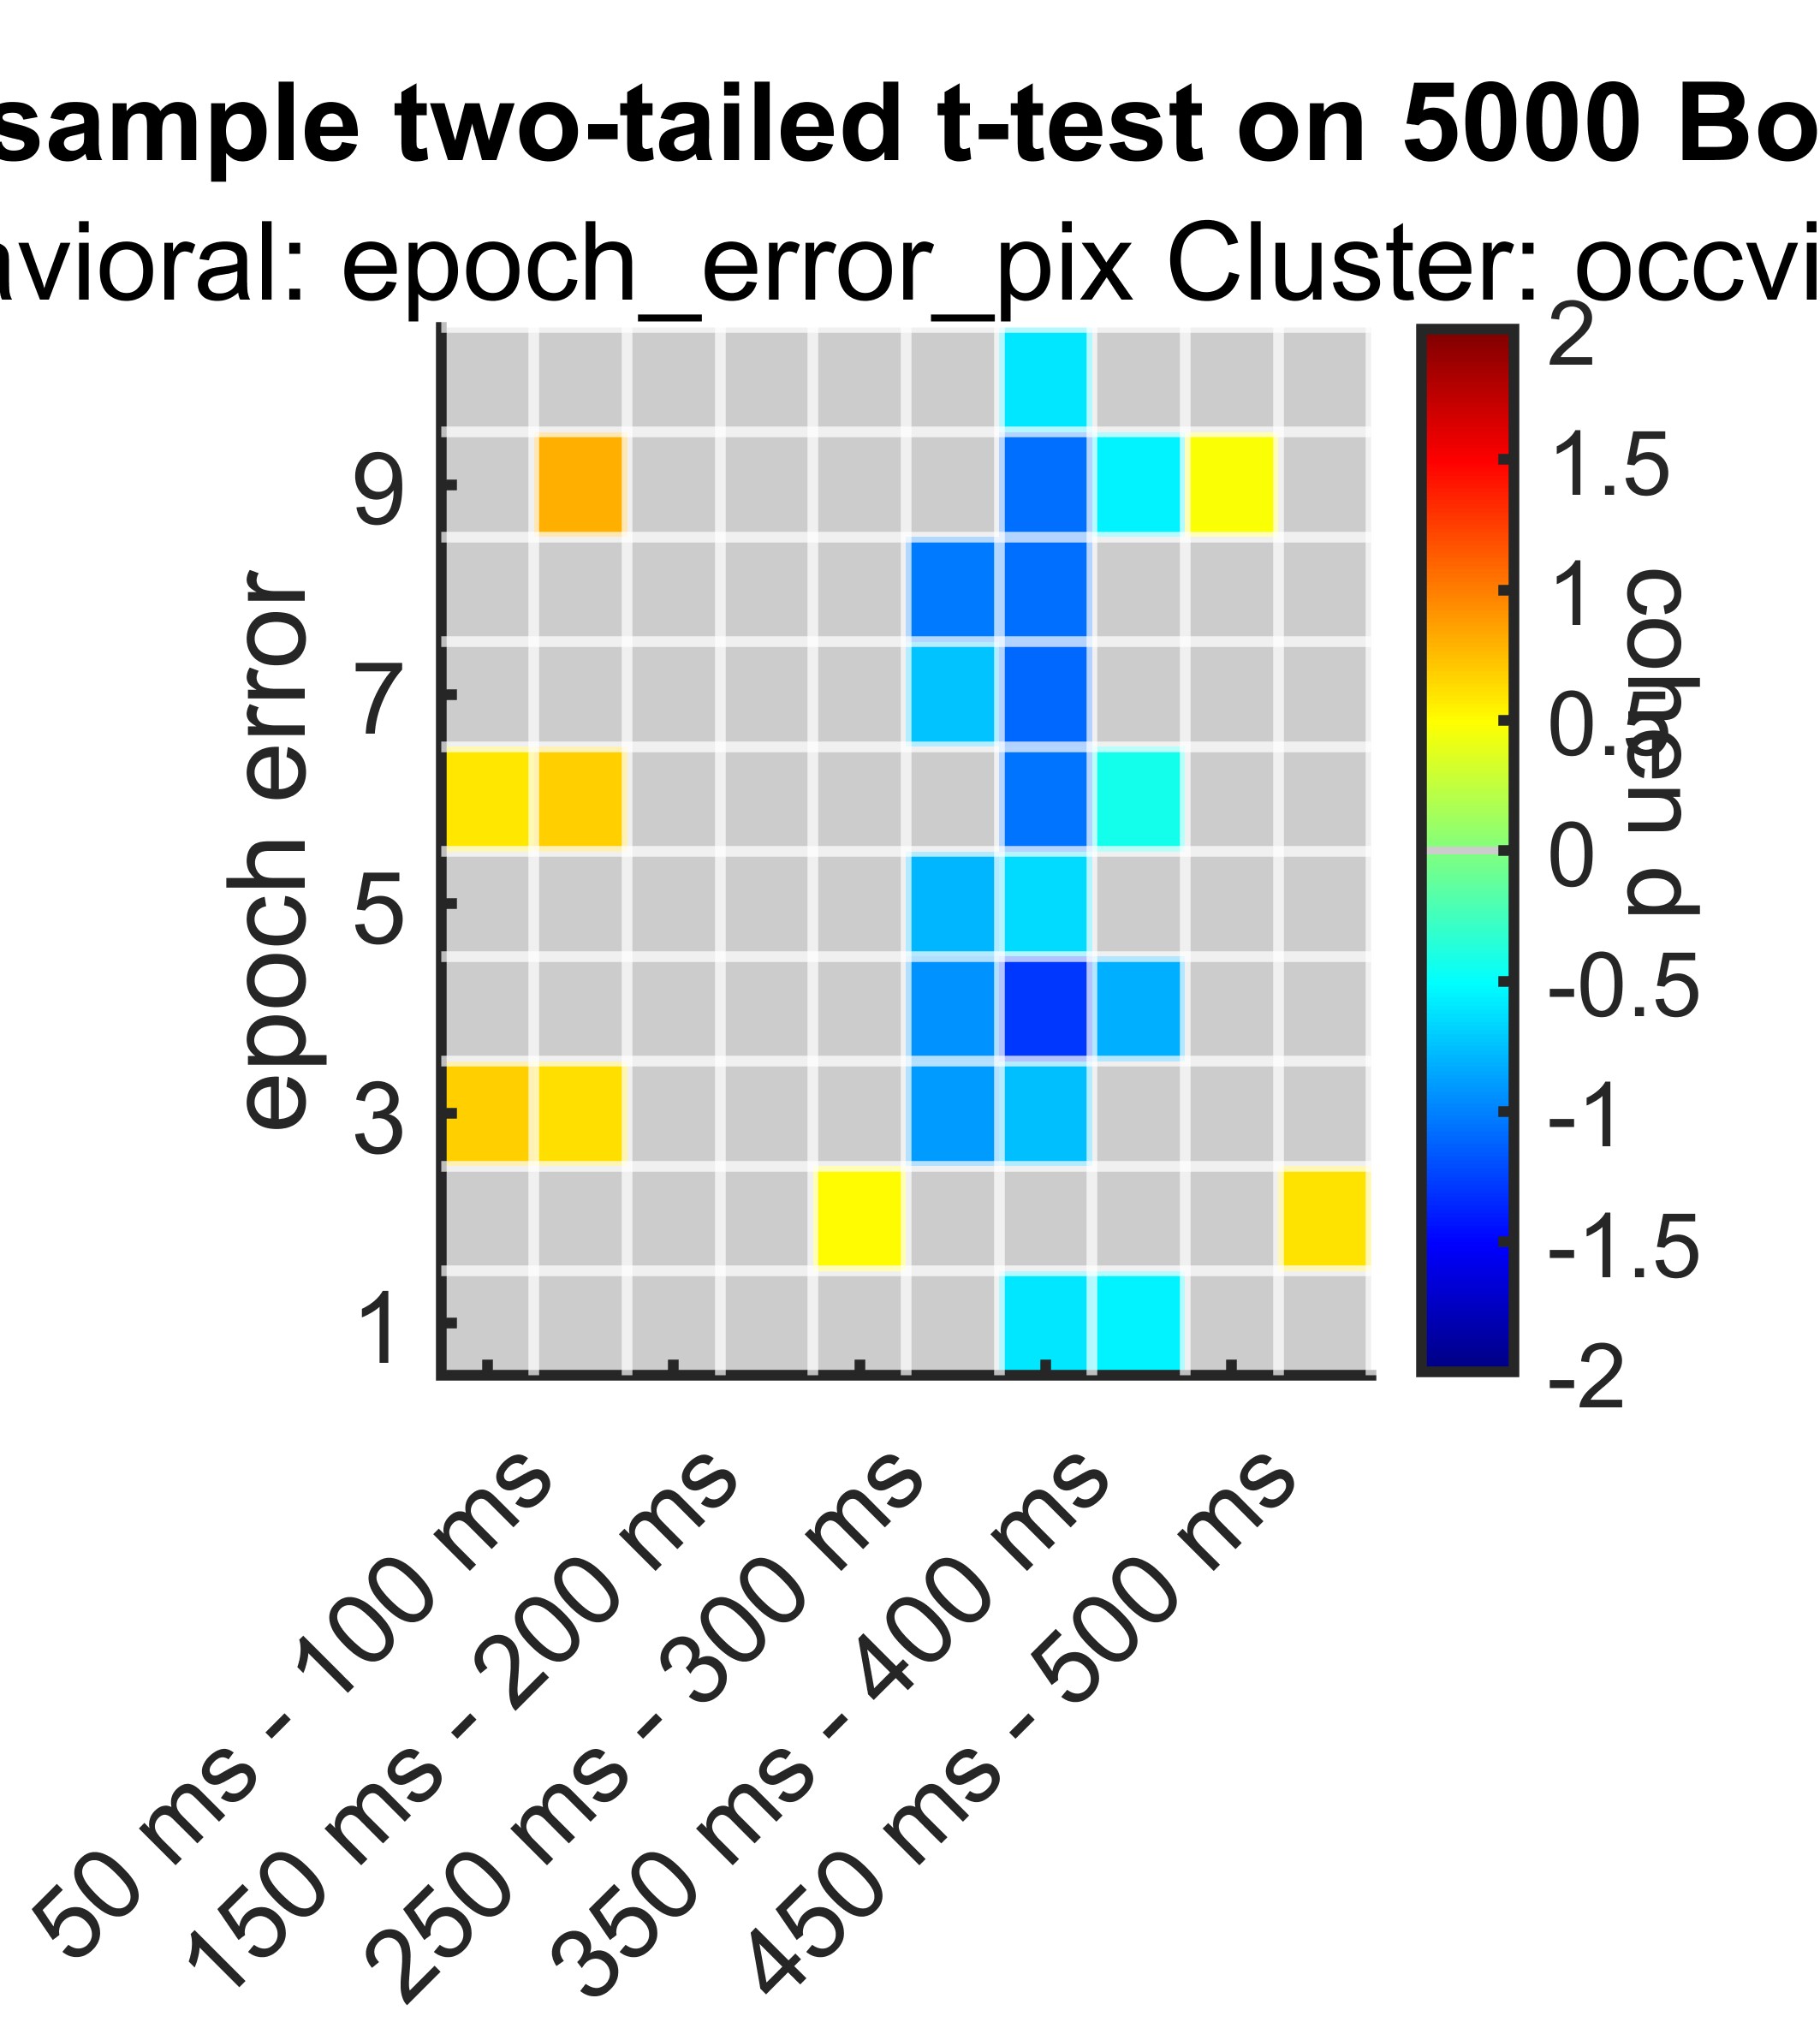 sample two-tailed t-test on 5000 Bo
avioral: epoch_error_pix Cluster: occvi
epoch error
9
7
5
3
1
50 ms - 100 ms
150 ms - 200 ms
250 ms - 300 ms
350 ms - 400 ms
450 ms - 500 ms
2
1.5
1
0.5
0
-0.5
-1
-1.5
-2
cohen d